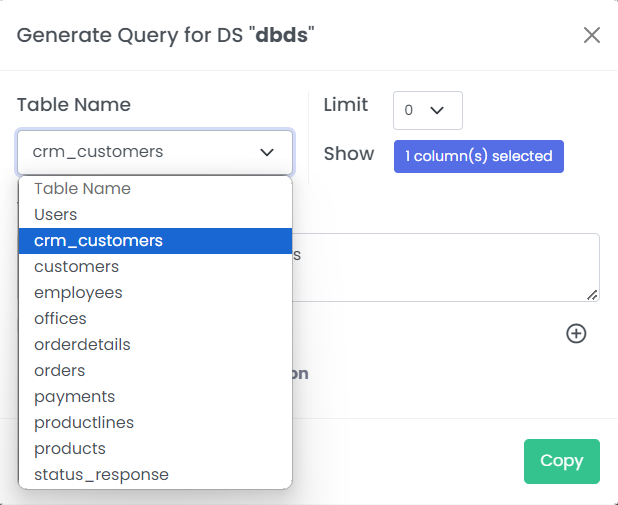 Generate Query for DS "dbds"
Table Name
Limit
0
crm_customers
Show
1 column(s) selected
Table Name
Users
crm_customers
customers
employees
offices
orderdetails
orders
payments
productlines
products
status_response
Copy